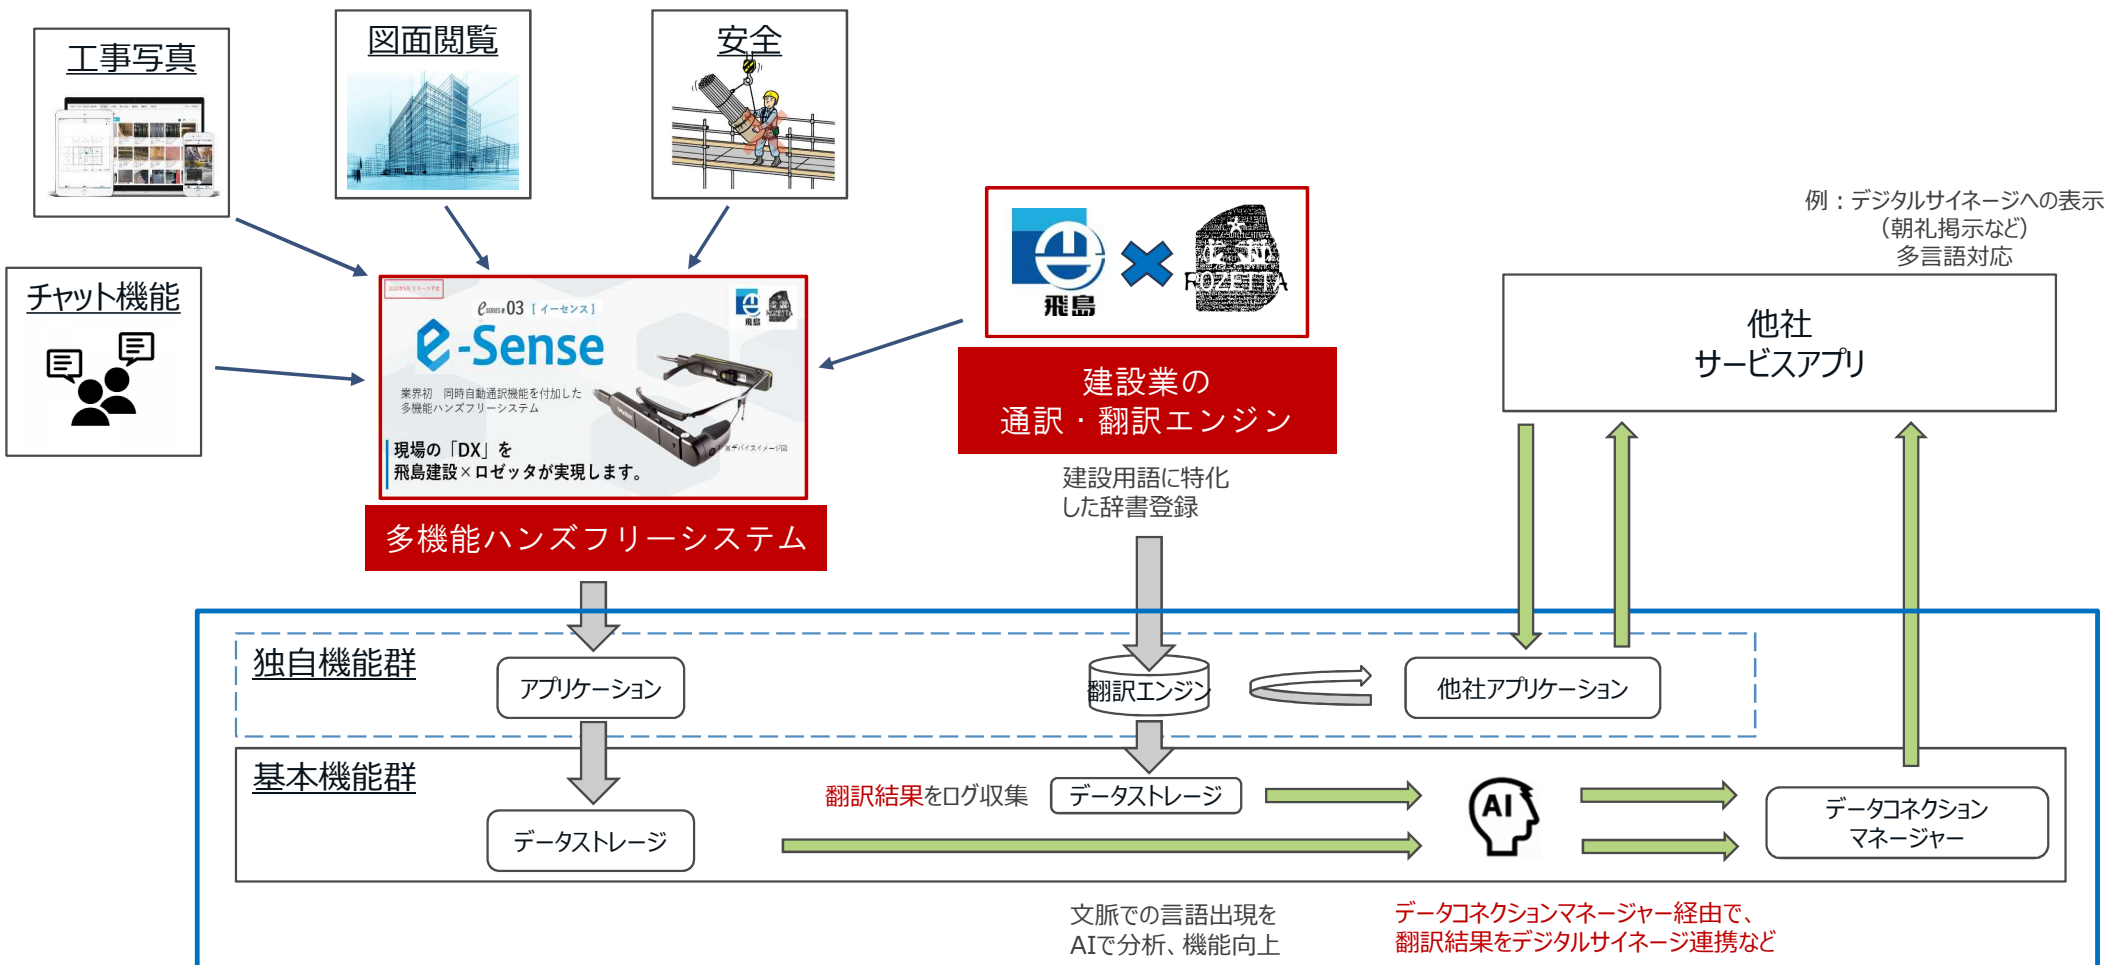 工事写真
図面閲覧
安全
チャット機能
eSERIES#03 [ イーセンス ]
飛島
e-Sense
業界初　同時自動通訳機能を付加した
多機能ハンズフリーシステム
現場の「DX」を
飛島建設×ロゼッタが実現します。
多機能ハンズフリーシステム
飛島
ROZETTA
建設業の
通訳・翻訳エンジン
建設用語に特化
した辞書登録
例：デジタルサイネージへの表示
（朝礼掲示など）
多言語対応
他社
サービスアプリ
独自機能群
アプリケーション
翻訳エンジン
他社アプリケーション
基本機能群
データストレージ
翻訳結果をログ収集
データストレージ
AI
データコネクション
マネージャー
文脈での言語出現を
AIで分析、機能向上
データコネクションマネージャー経由で、
翻訳結果をデジタルサイネージ連携など